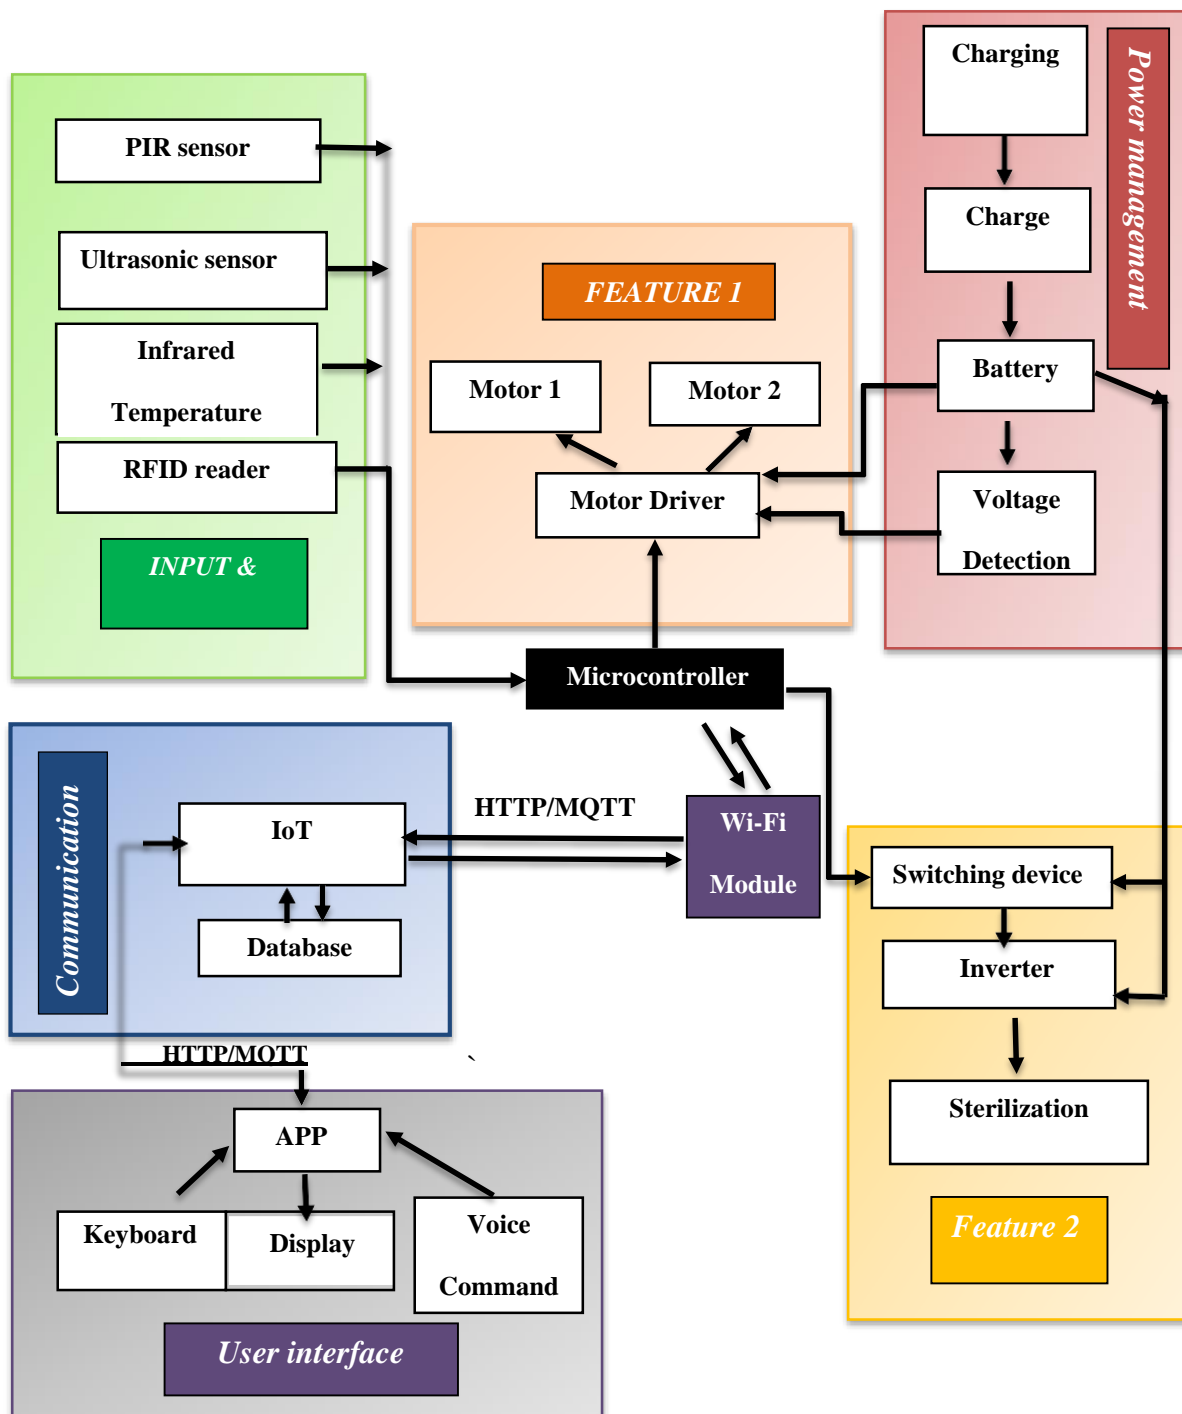 Charging
Power management
PIR sensor
Charge
Ultrasonic sensor
FEATURE 1
Infrared
Temperature
Motor 1
Motor 2
Battery
RFID reader
Motor Driver
Voltage
Detection
INPUT &
Microcontroller
Communication
HTTP/MQTT
IoT
Wi-Fi
Module
Switching device
Database
Inverter
HTTP/MQTT
`
Sterilization
APP
Keyboard
Display
Voice
Command
Feature 2
User interface